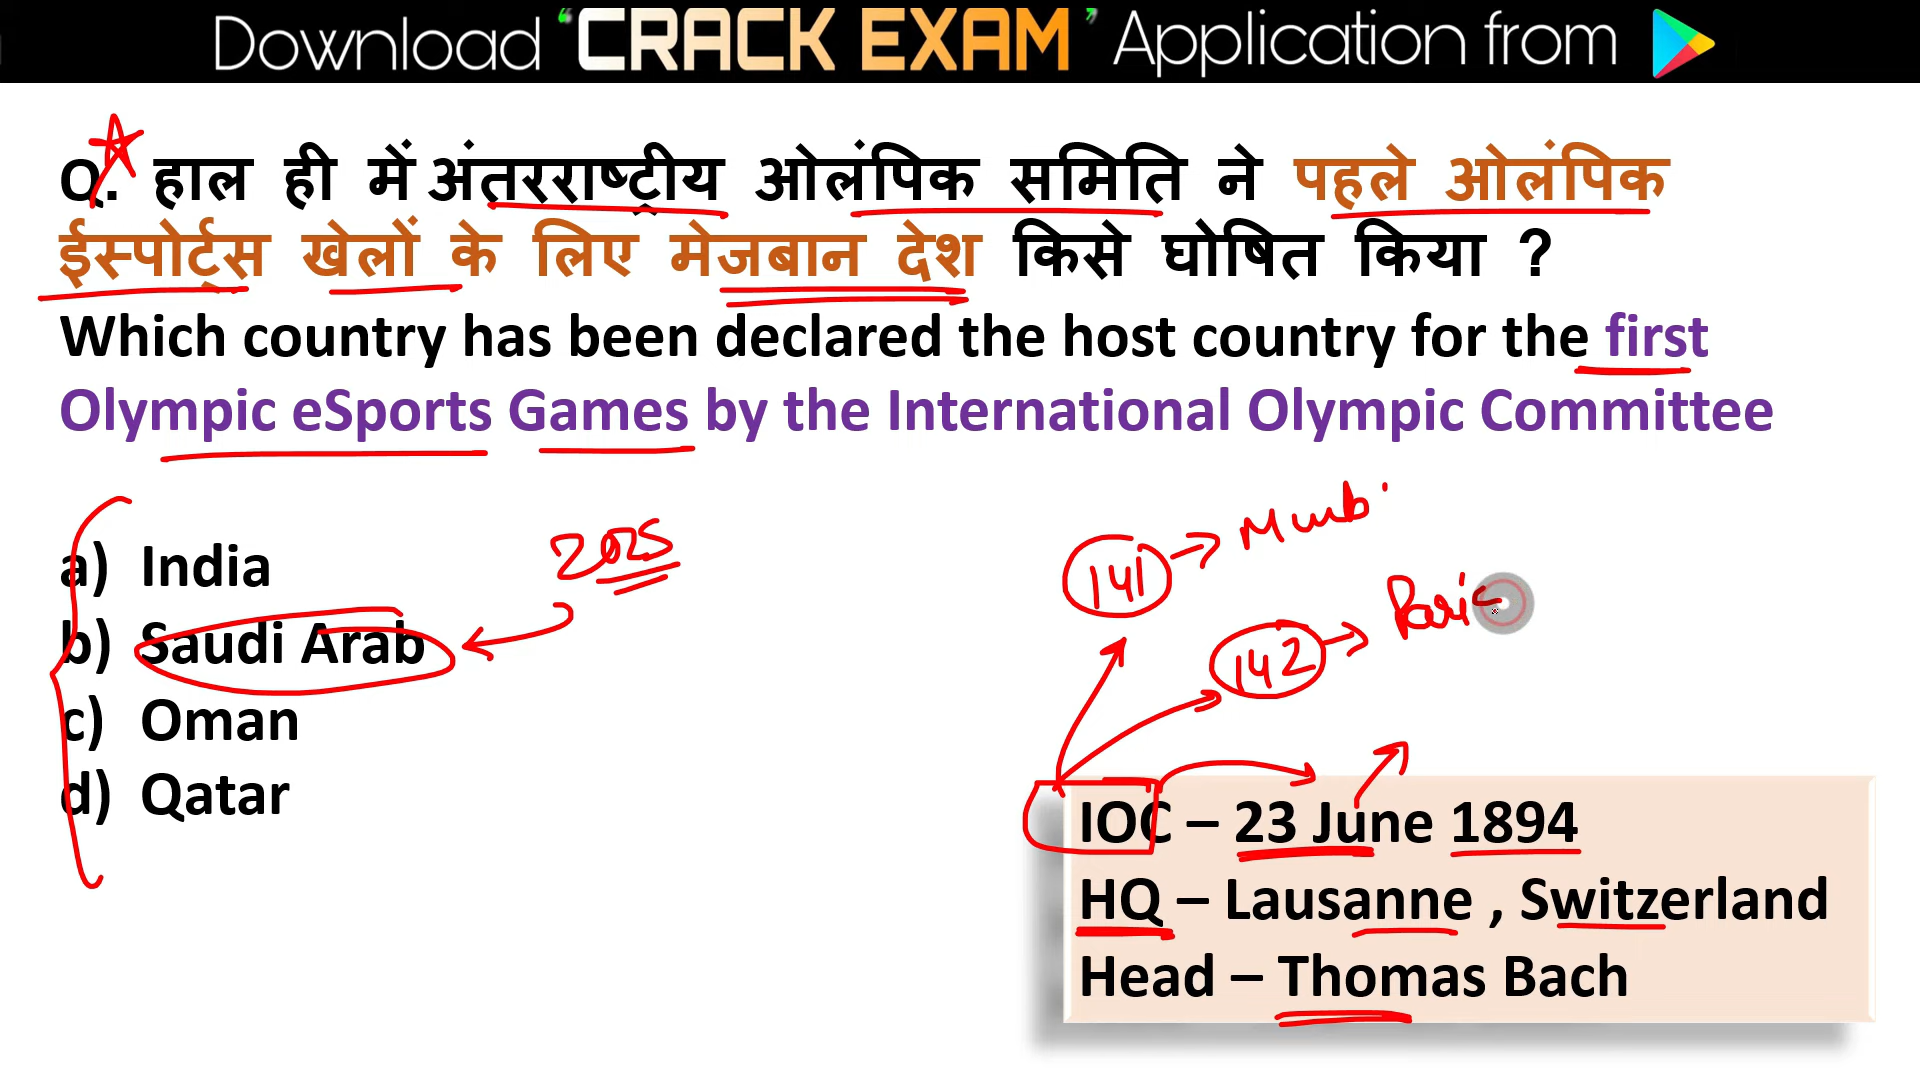 Download 'CRACK EXAM' Application from
Q. हाल ही में अंतरराष्ट्रीय ओलंपिक समिति ने पहले ओलंपिक
ईस्पोर्ट्स खेलों के लिए मेजबान देश किसे घोषित किया ?
Which country has been declared the host country for the first
Olympic eSports Games by the International Olympic Committee
a) India
b) Saudi Arab
c) Oman
d) Qatar
2025
141 → Mumb
142 → Paris
IOC – 23 June 1894
HQ – Lausanne , Switzerland
Head – Thomas Bach